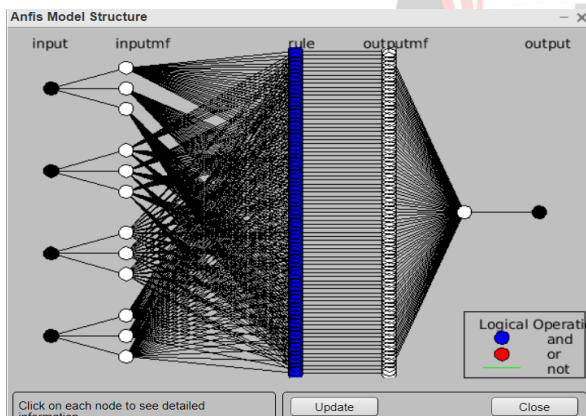 Anfis Model Structure
input inputmf rule outputmf output
Logical Operati
and
or
not
Click on each node to see detailed
information
Update
Close